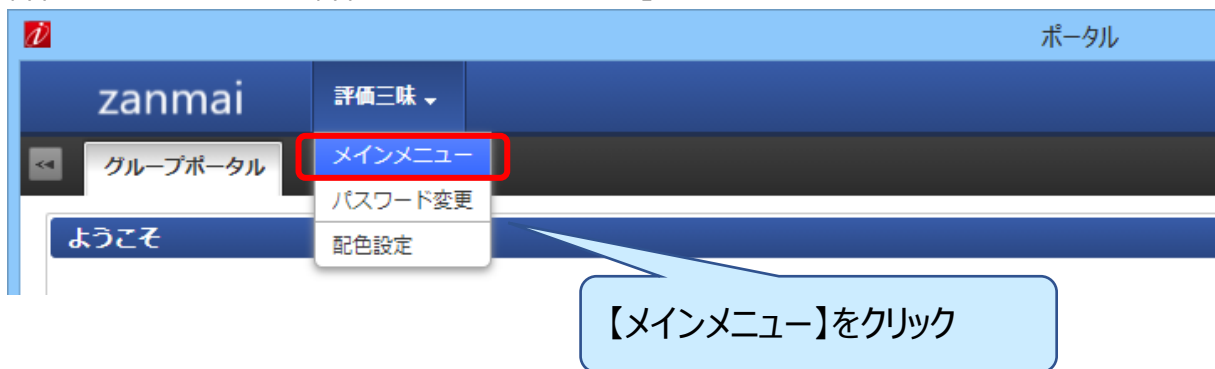 ポータル
zanmai
評価三昧
グループポータル
メインメニュー
パスワード変更
ようこそ
配色設定
【メインメニュー】をクリック